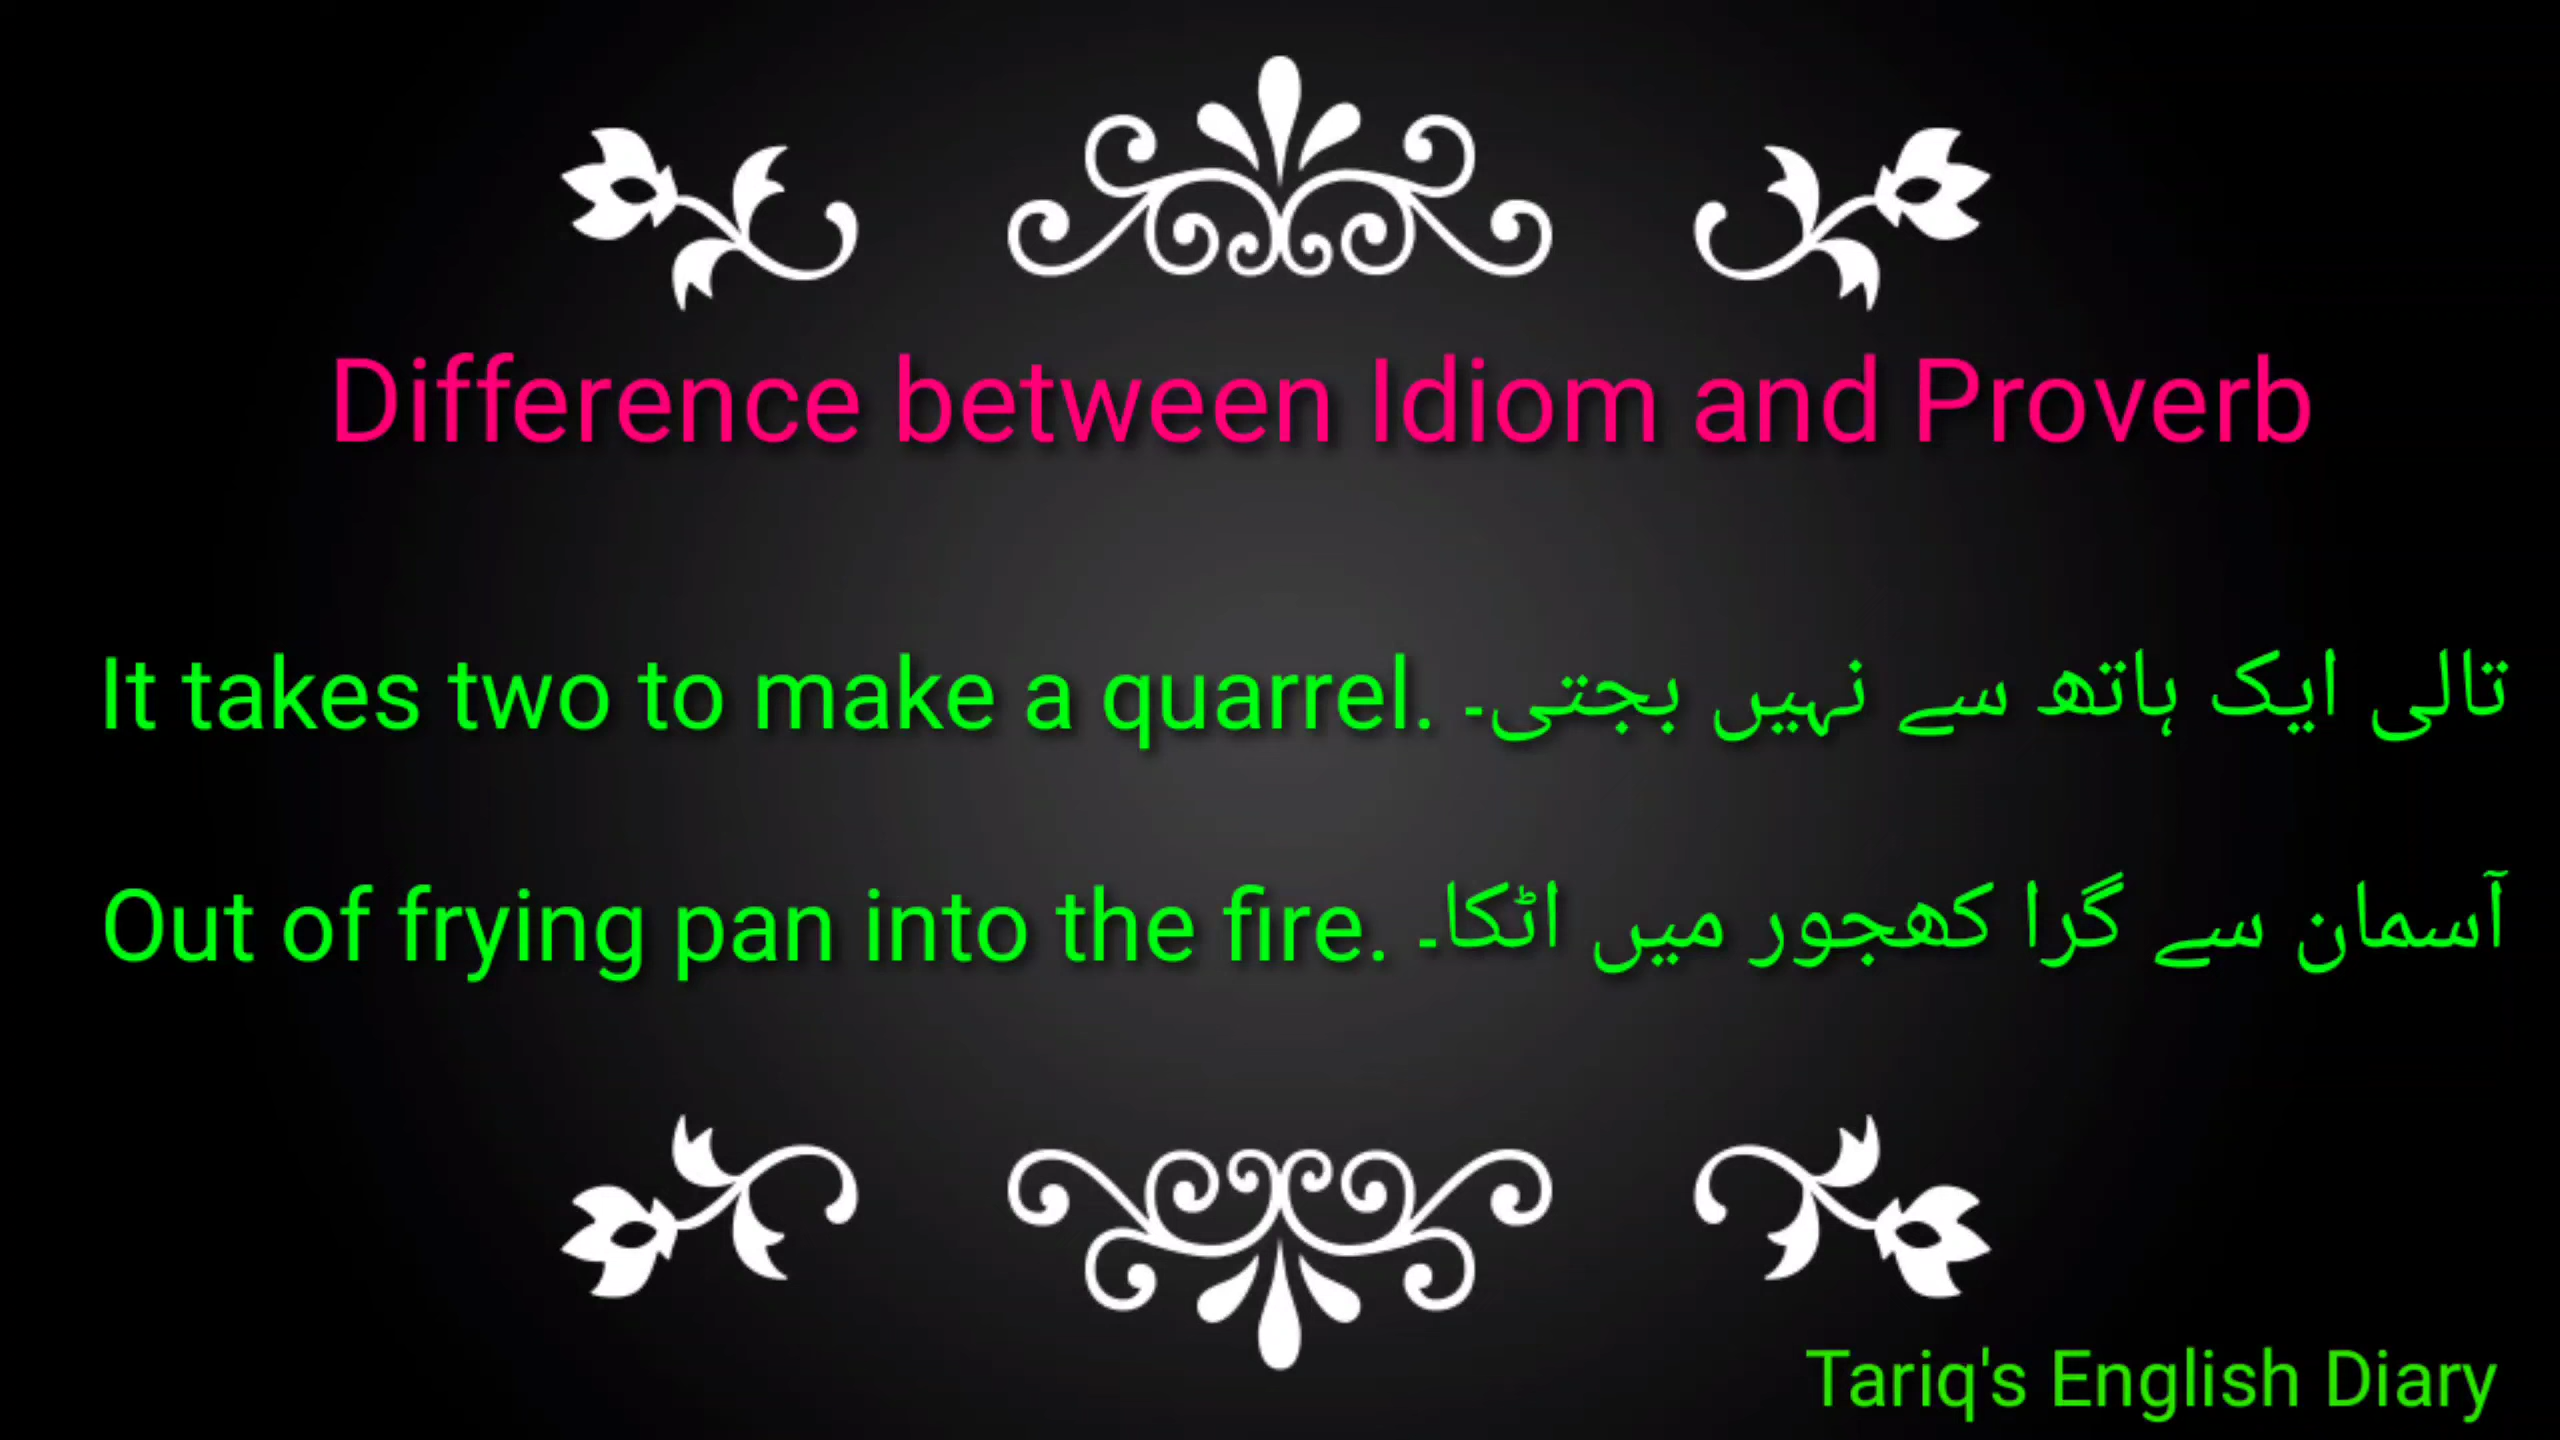 Difference between Idiom and Proverb
It takes two to make a quarrel. تالی ایک ہاتھ سے نہیں بجتی۔
Out of frying pan into the fire. آسمان سے گرا کھجور میں اٹکا۔
Tariq's English Diary